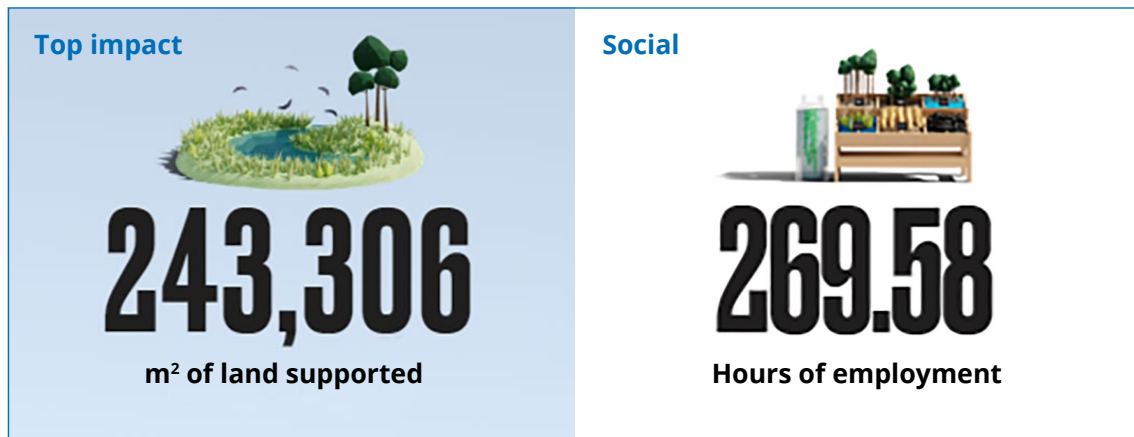 Top impact
243,306
m² of land supported
Social
269.58
Hours of employment